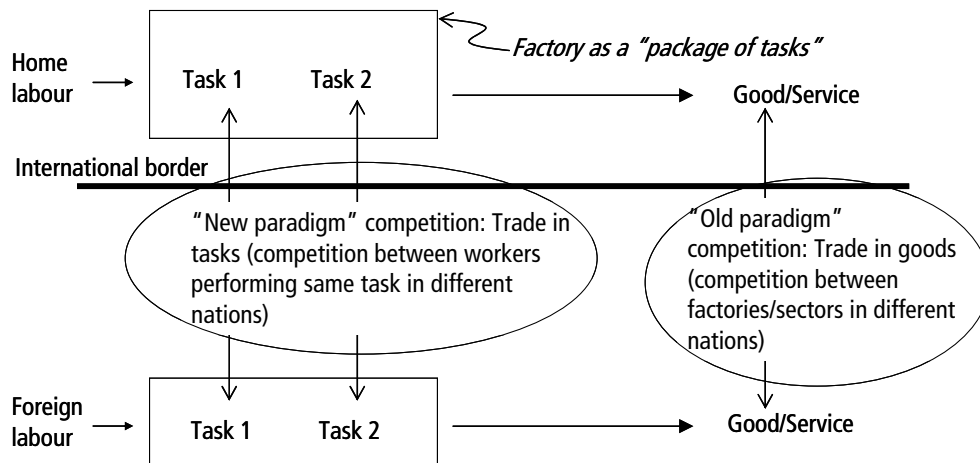 Factory as a "package of tasks"
Home
labour
Task 1 Task 2
Good/Service
International border
"New paradigm" competition: Trade in
tasks (competition between workers
performing same task in different
nations)
"Old paradigm"
competition: Trade in goods
(competition between
factories/sectors in different
nations)
Foreign
labour
Task 1 Task 2
Good/Service